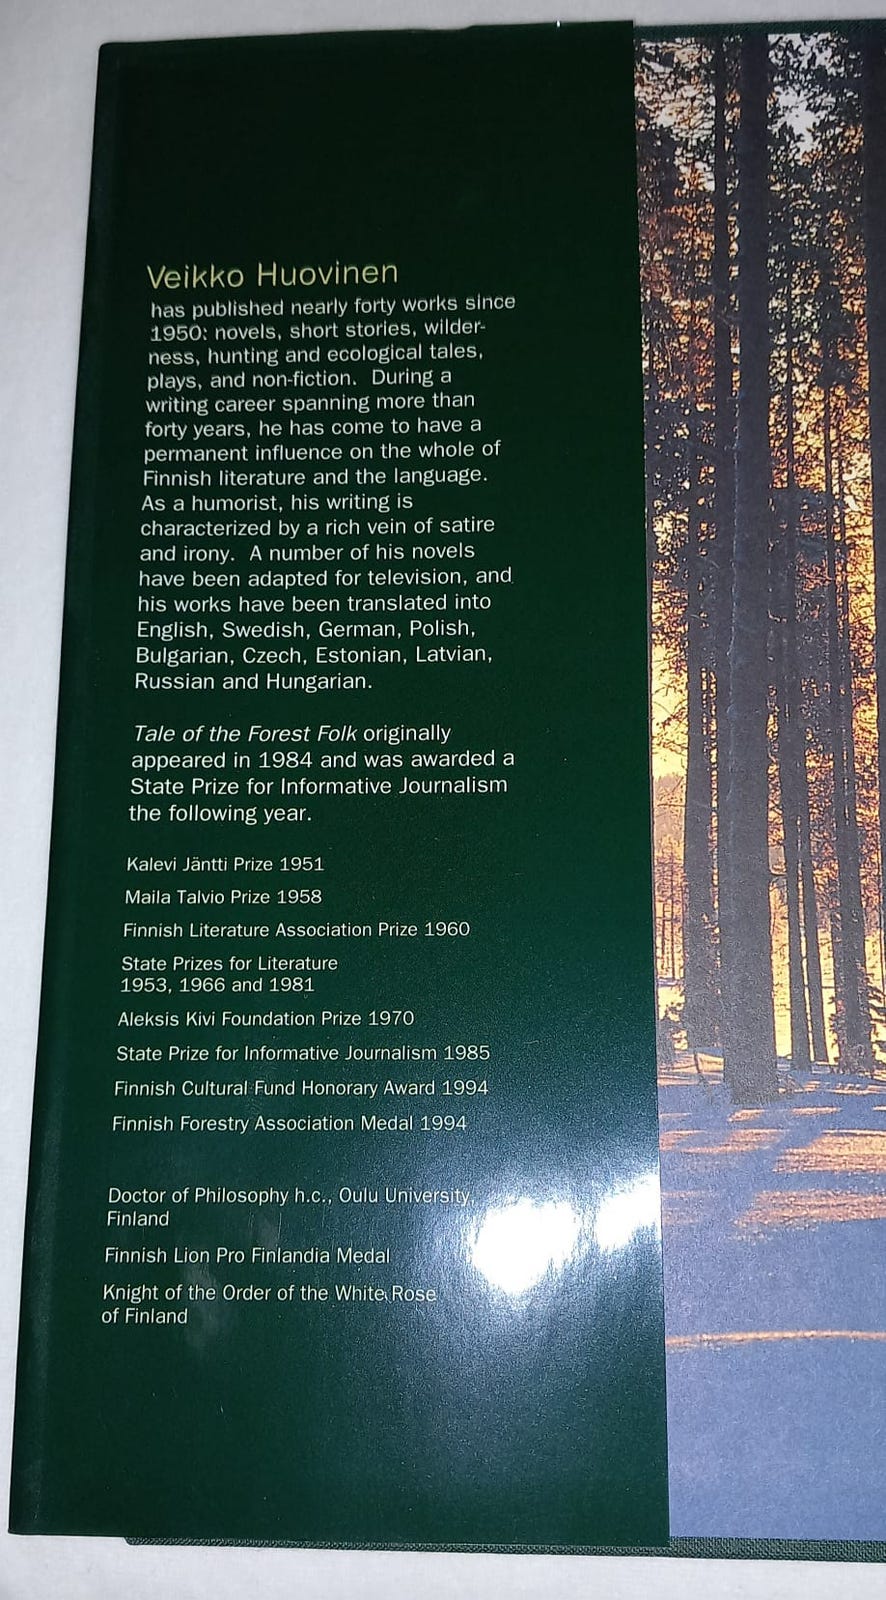 Veikko Huovinen
has published nearly forty works since
1950: novels, short stories, wilder-
ness, hunting and ecological tales,
plays, and non-fiction. During a
writing career spanning more than
forty years, he has come to have a
permanent influence on the whole of
Finnish literature and the language.
As a humorist, his writing is
characterized by a rich vein of satire
and irony. A number of his novels
have been adapted for television, and
his works have been translated into
English, Swedish, German, Polish,
Bulgarian, Czech, Estonian, Latvian,
Russian and Hungarian.
Tale of the Forest Folk originally
appeared in 1984 and was awarded a
State Prize for Informative Journalism
the following year.
Kalevi Jäntti Prize 1951
Maila Talvio Prize 1958
Finnish Literature Association Prize 1960
State Prizes for Literature
1953, 1966 and 1981
Aleksis Kivi Foundation Prize 1970
State Prize for Informative Journalism 1985
Finnish Cultural Fund Honorary Award 1994
Finnish Forestry Association Medal 1994
Doctor of Philosophy h.c., Oulu University,
Finland
Finnish Lion Pro Finlandia Medal
Knight of the Order of the White Rose
of Finland